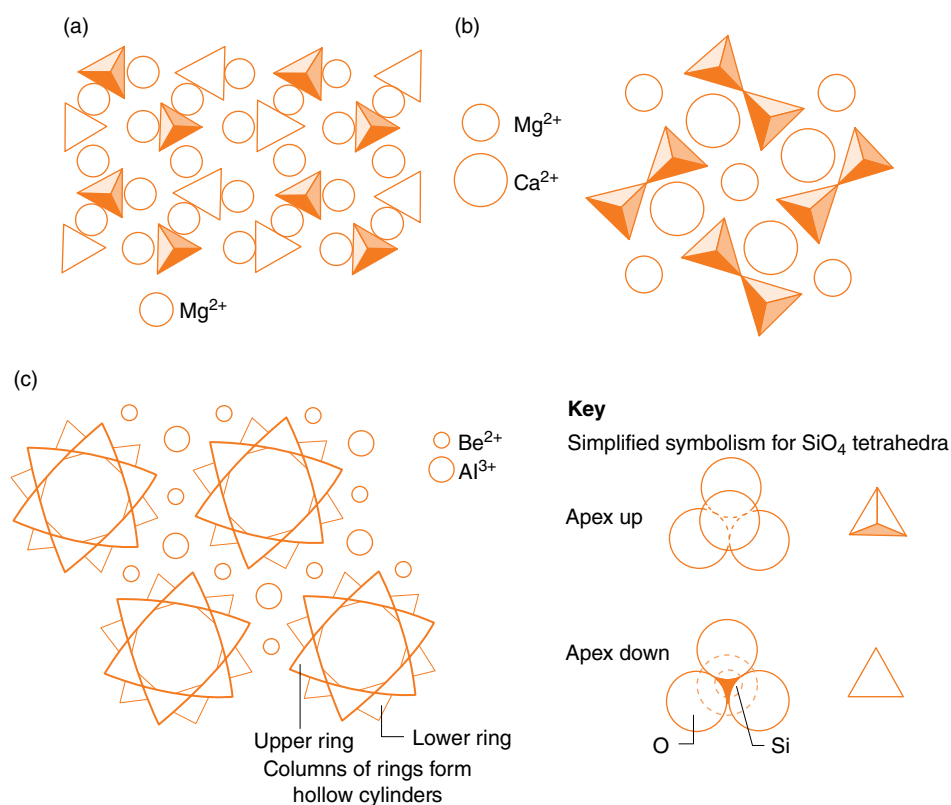 (a)
(b)
Mg2+
Ca2+
Mg2+
(c)
Be2+
Al3+
Upper ring
Lower ring
Columns of rings form
hollow cylinders
Key
Simplified symbolism for SiO4 tetrahedra
Apex up
Apex down
O
Si